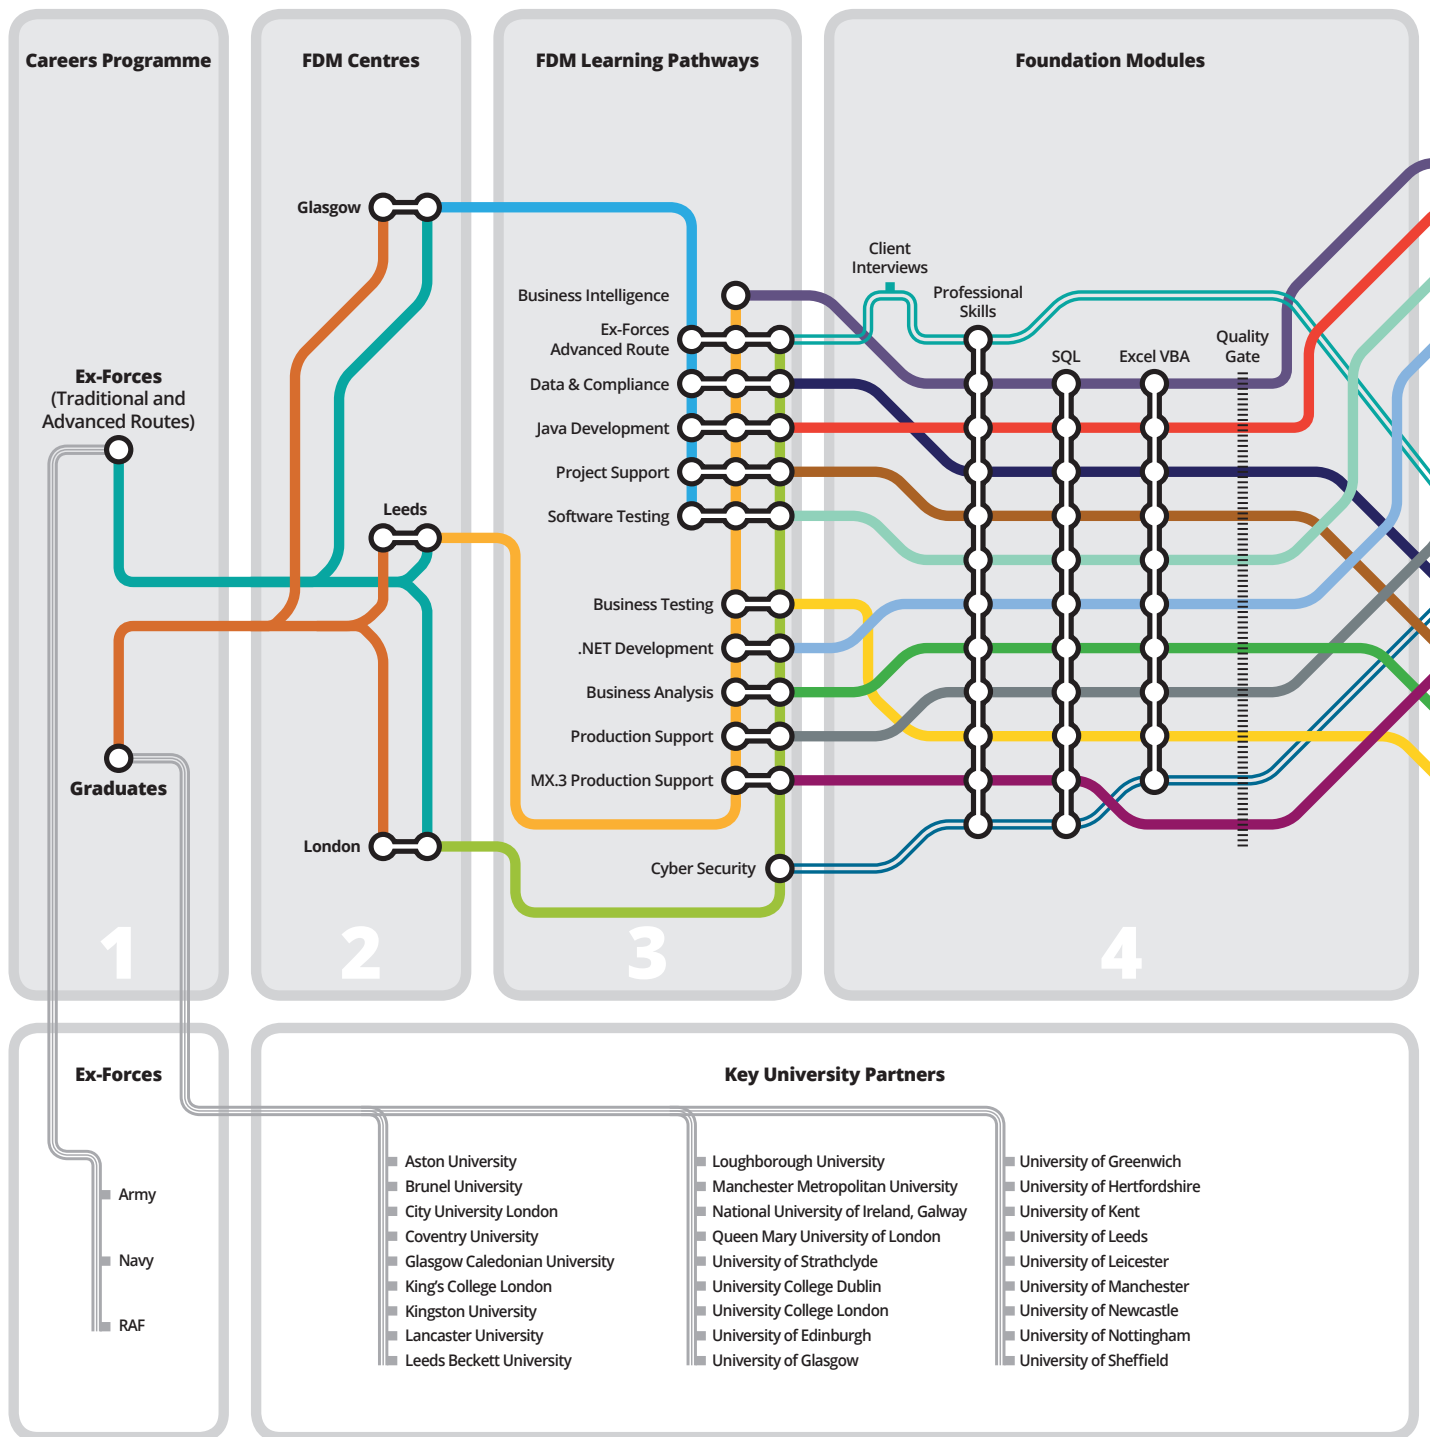 Careers Programme
FDM Centres
FDM Learning Pathways
Foundation Modules
Glasgow
Client
Interviews
Business Intelligence
Professional
Skills
Ex-Forces
Advanced Route
Quality
Gate
SQL
Excel VBA
Ex-Forces
(Traditional and
Advanced Routes)
Data & Compliance
Java Development
Project Support
Leeds
Software Testing
Business Testing
.NET Development
Business Analysis
Production Support
MX.3 Production Support
Graduates
London
Cyber Security
1
2
3
4
Ex-Forces
Army
Navy
RAF
Key University Partners
Aston University
Brunel University
City University London
Coventry University
Glasgow Caledonian University
King's College London
Kingston University
Lancaster University
Leeds Beckett University
Loughborough University
Manchester Metropolitan University
National University of Ireland, Galway
Queen Mary University of London
University of Strathclyde
University College Dublin
University College London
University of Edinburgh
University of Glasgow
University of Greenwich
University of Hertfordshire
University of Kent
University of Leeds
University of Leicester
University of Manchester
University of Newcastle
University of Nottingham
University of Sheffield